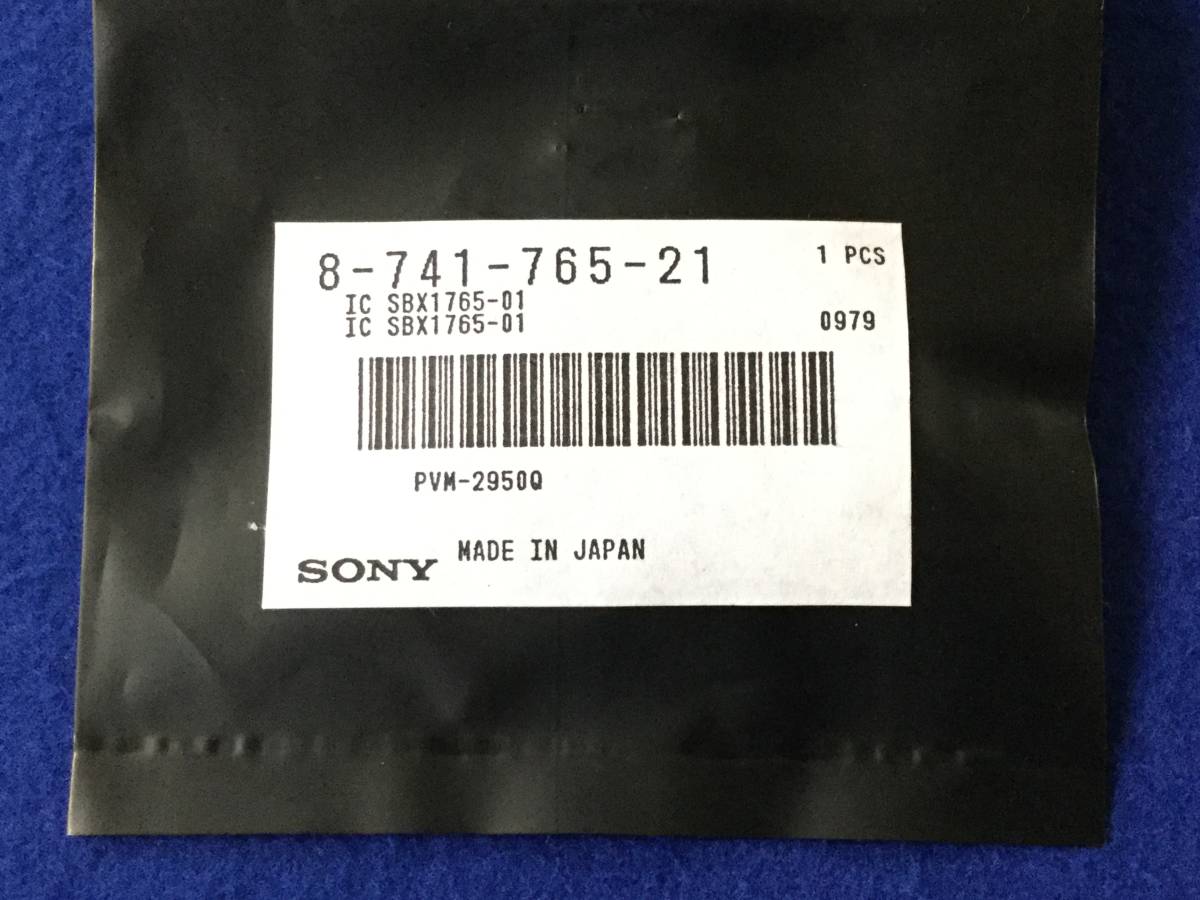 8-741-765-21 1 PCS
IC SBX1765-01
IC SBX1765-01 0979
PVM-2950Q
SONY MADE IN JAPAN